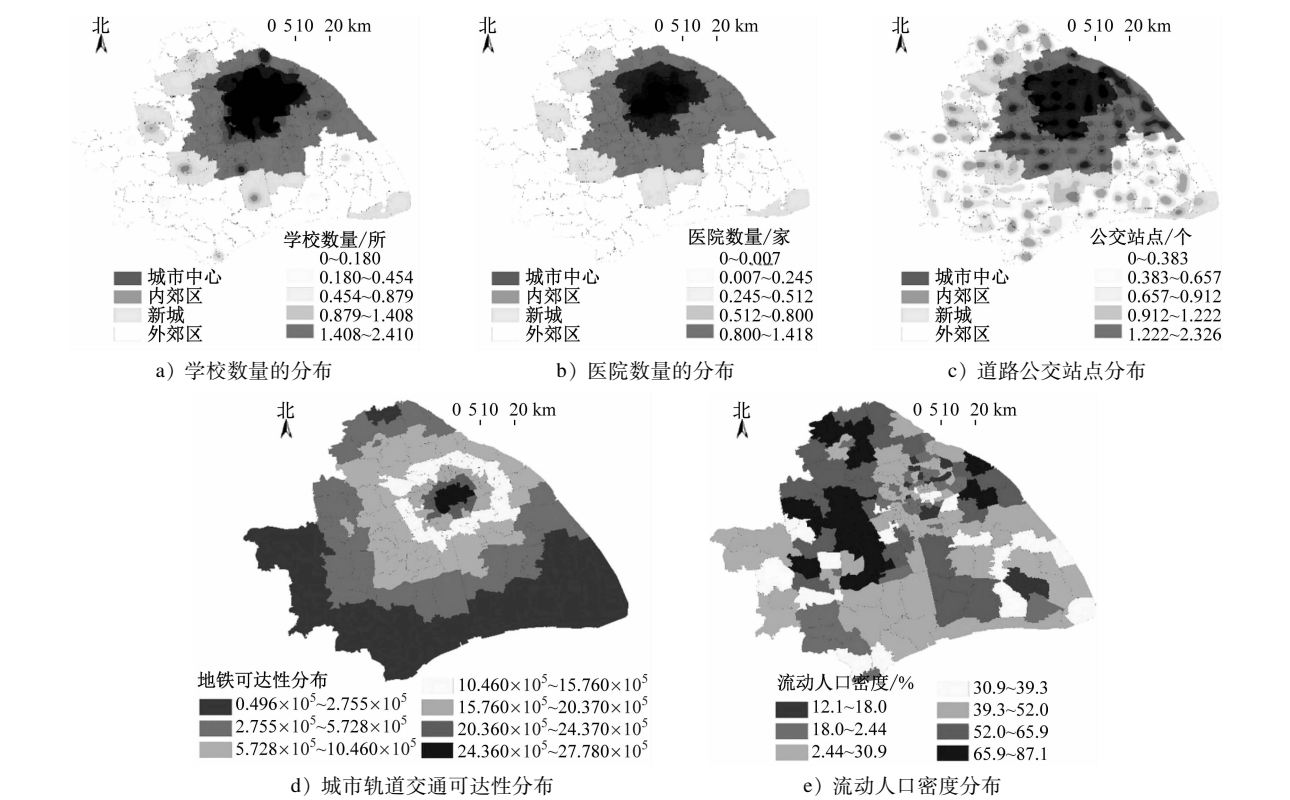 北
0 5 10 20 km
学校数量/所
0~0.180
0.180~0.454
0.454~0.879
0.879~1.408
1.408~2.410
城市中心
内郊区
新城
外郊区
a）学校数量的分布
北
0 5 10 20 km
医院数量/家
0~0.007
0.007~0.245
0.245~0.512
0.512~0.800
0.800~1.418
城市中心
内郊区
新城
外郊区
b）医院数量的分布
北
0 5 10 20 km
公交站点/个
0~0.383
0.383~0.657
0.657~0.912
0.912~1.222
1.222~2.326
城市中心
内郊区
新城
外郊区
c）道路公交站点分布
北
0 5 10 20 km
地铁可达性分布
0.496×10⁵~2.755×10⁵
2.755×10⁵~5.728×10⁵
5.728×10⁵~10.460×10⁵
10.460×10⁵~15.760×10⁵
15.760×10⁵~20.370×10⁵
20.360×10⁵~24.370×10⁵
24.360×10⁵~27.780×10⁵
d）城市轨道交通可达性分布
北
0 5 10 20 km
流动人口密度/%
12.1~18.0
18.0~2.44
2.44~30.9
30.9~39.3
39.3~52.0
52.0~65.9
65.9~87.1
e）流动人口密度分布